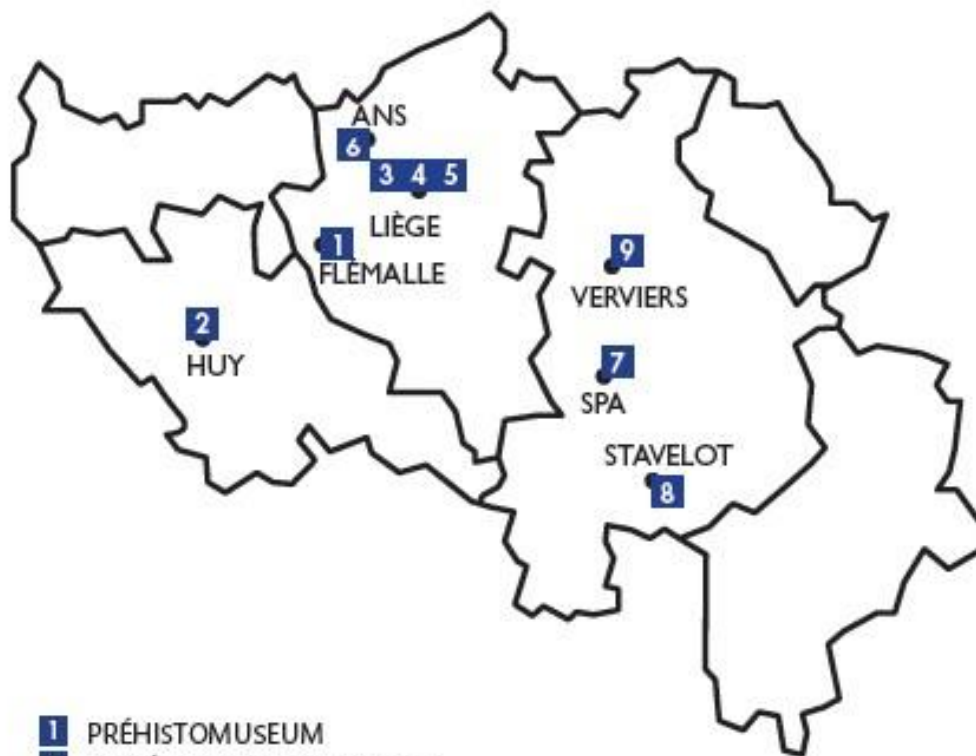 ANS
6
3 4 5
LIÈGE
1
FLÉMALLE
9
VERVIERS
2
HUY
7
SPA
STAVELOT
8
1 PRÉHISTOMUSEUM